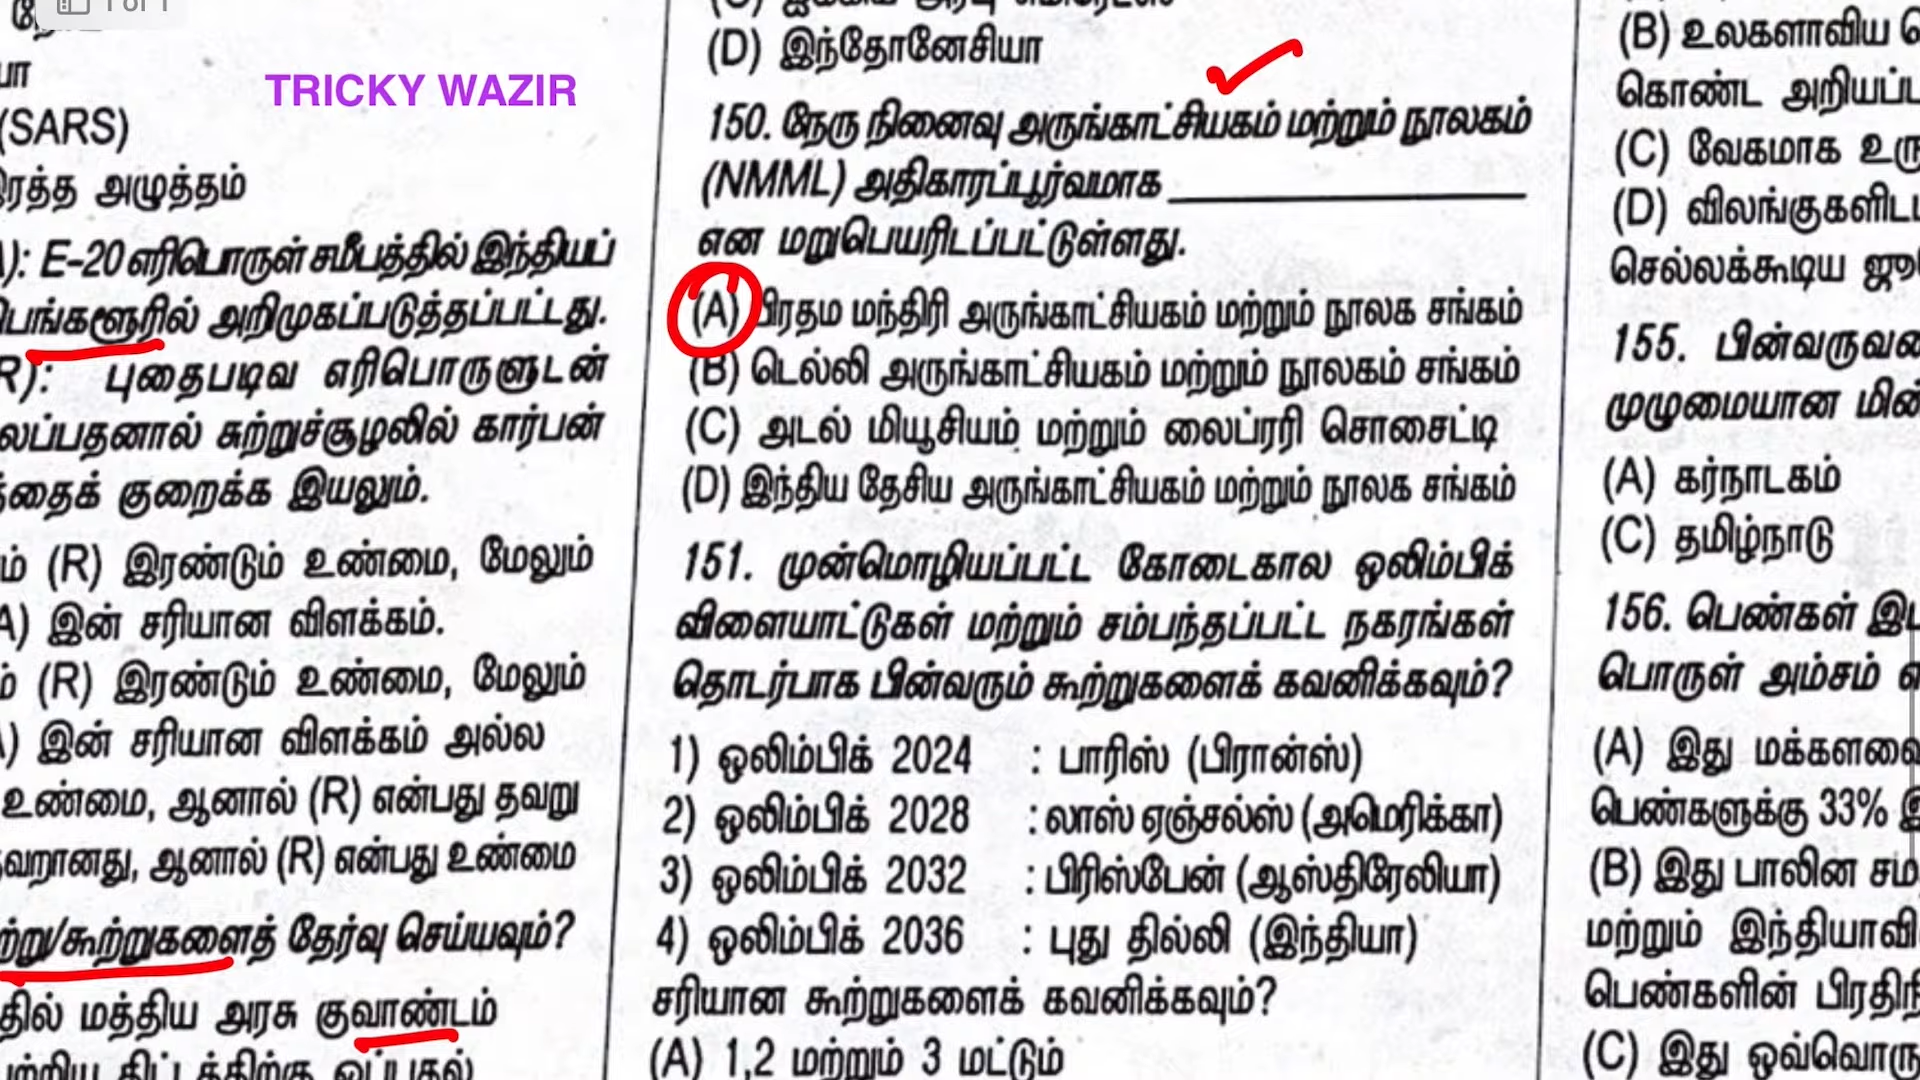 1 of 1
TRICKY WAZIR
யா
(SARS)
இரத்த அழுத்தம்
A): E-20 எரிபொருள் சமீபத்தில் இந்தியப்
பெங்களூரில் அறிமுகப்படுத்தப்பட்டது.
R): புதைபடிவ எரிபொருளுடன்
லப்பதனால் சுற்றுச்சூழலில் கார்பன்
த்தைக் குறைக்க இயலும்.
ம் (R) இரண்டும் உண்மை, மேலும்
A) இன் சரியான விளக்கம்.
ம் (R) இரண்டும் உண்மை, மேலும்
A) இன் சரியான விளக்கம் அல்ல
உண்மை, ஆனால் (R) என்பது தவறு
தவறானது, ஆனால் (R) என்பது உண்மை
ற்று/கூற்றுகளைத் தேர்வு செய்யவும்?
தில் மத்திய அரசு குவாண்டம்
(D) இந்தோனேசியா
150. நேரு நினைவு அருங்காட்சியகம் மற்றும் நூலகம்
(NMML) அதிகாரப்பூர்வமாக
என மறுபெயரிடப்பட்டுள்ளது.
(A) பிரதம மந்திரி அருங்காட்சியகம் மற்றும் நூலக சங்கம்
(B) டெல்லி அருங்காட்சியகம் மற்றும் நூலகம் சங்கம்
(C) அடல் மியூசியம் மற்றும் லைப்ரரி சொசைட்டி
(D) இந்திய தேசிய அருங்காட்சியகம் மற்றும் நூலக சங்கம்
151. முன்மொழியப்பட்ட கோடைகால ஒலிம்பிக்
விளையாட்டுகள் மற்றும் சம்பந்தப்பட்ட நகரங்கள்
தொடர்பாக பின்வரும் கூற்றுகளைக் கவனிக்கவும்?
1) ஒலிம்பிக் 2024 : பாரிஸ் (பிரான்ஸ்)
2) ஒலிம்பிக் 2028 : லாஸ் ஏஞ்சல்ஸ் (அமெரிக்கா)
3) ஒலிம்பிக் 2032 : பிரிஸ்பேன் (ஆஸ்திரேலியா)
4) ஒலிம்பிக் 2036 : புது தில்லி (இந்தியா)
சரியான கூற்றுகளைக் கவனிக்கவும்?
(A) 1,2 மற்றும் 3 மட்டும்
(B) உலகளாவிய
கொண்ட அறியப்ப
(C) வேகமாக உரு
(D) விலங்குகளிட
செல்லக்கூடிய ஜூ
155. பின்வருவ
முழுமையான மின்
(A) கர்நாடகம்
(C) தமிழ்நாடு
156. பெண்கள் இ
பொருள் அம்சம்
(A) இது மக்களவை
பெண்களுக்கு 33%
(B) இது பாலின சம
மற்றும் இந்தியாவி
பெண்களின் பிரதிநி
(C) இது ஒவ்வொரு